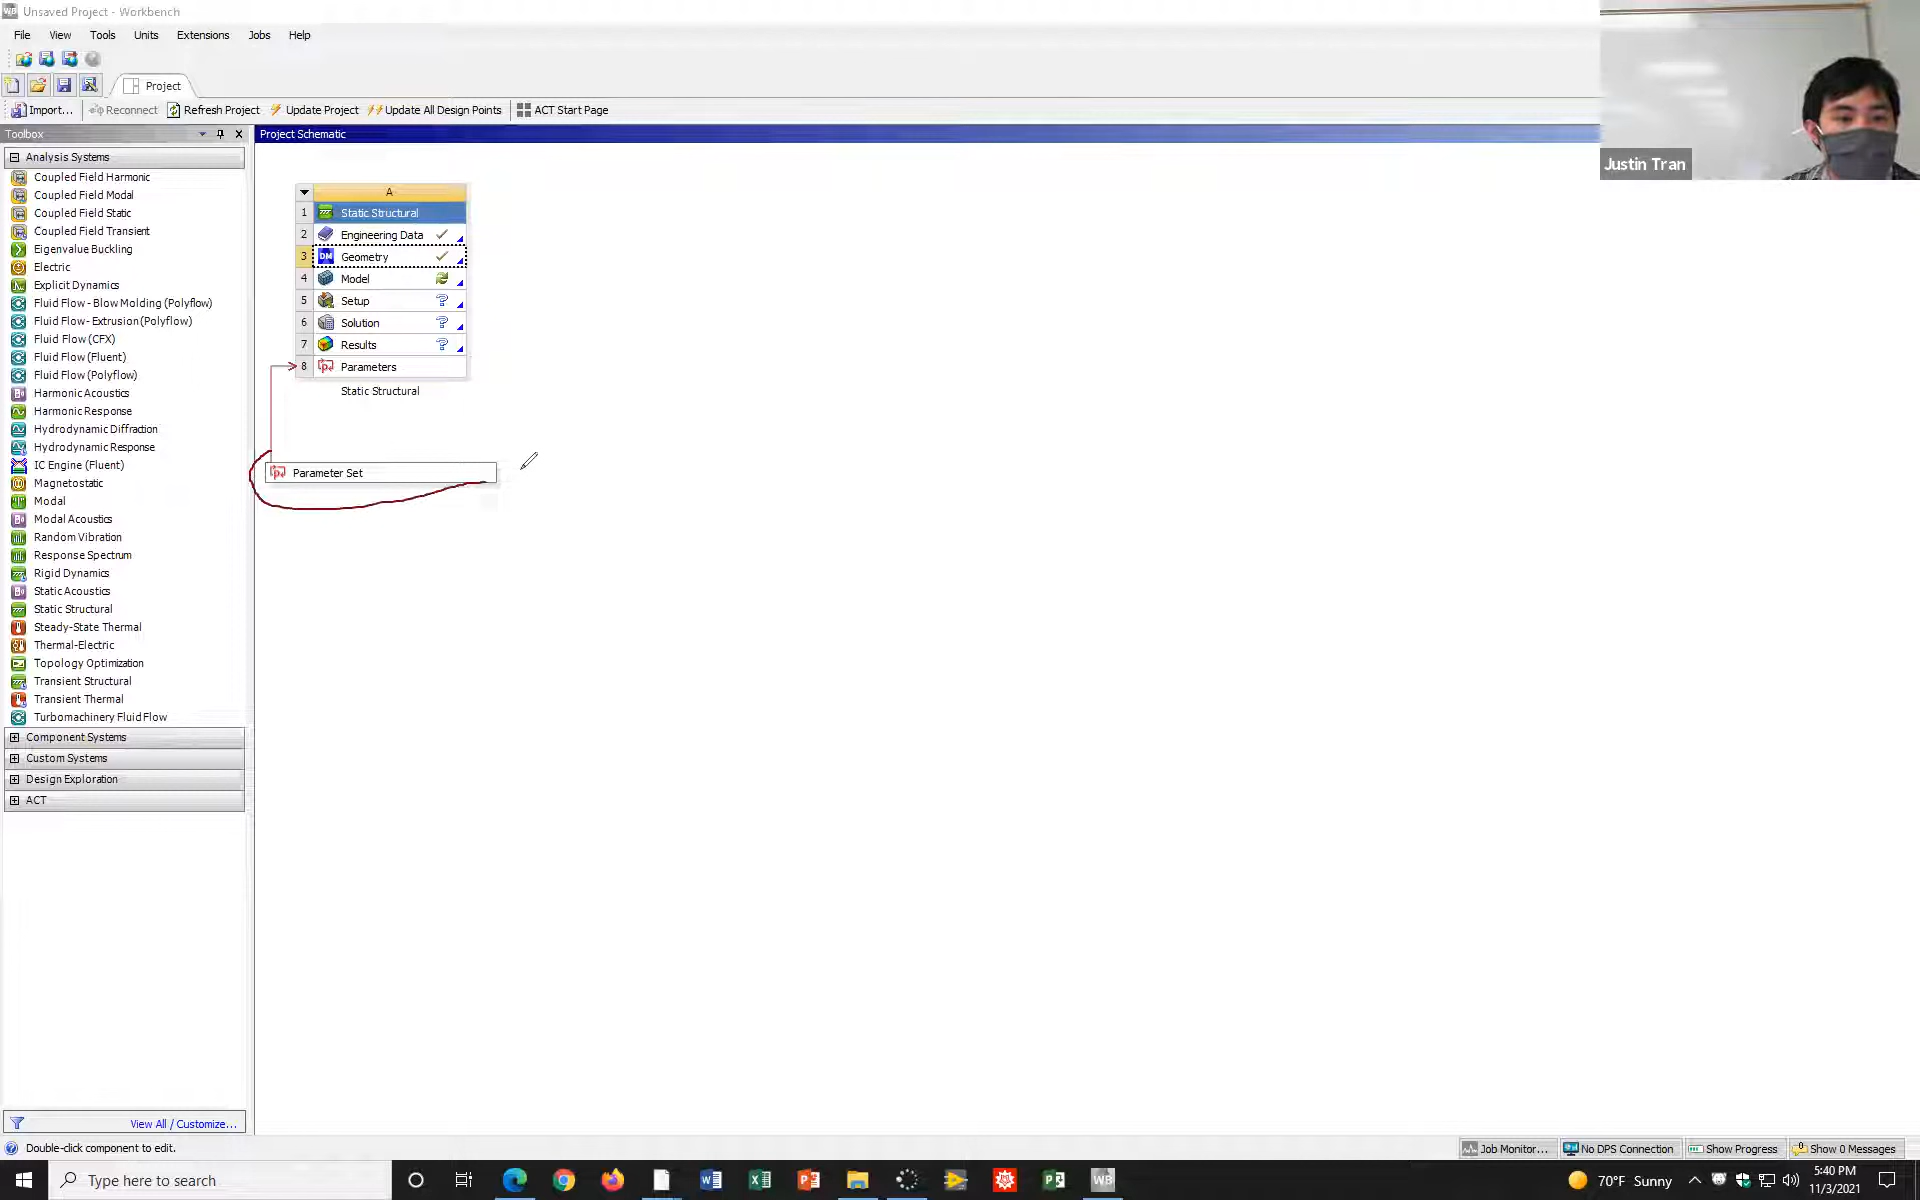 Unsaved Project - Workbench
File View Tools Units Extensions Jobs Help
Project
Import... Reconnect Refresh Project Update Project Update All Design Points ACT Start Page
Toolbox
Project Schematic
Analysis Systems
Coupled Field Harmonic
Coupled Field Modal
Coupled Field Static
Coupled Field Transient
Eigenvalue Buckling
Electric
Explicit Dynamics
Fluid Flow - Blow Molding (Polyflow)
Fluid Flow- Extrusion (Polyflow)
Fluid Flow (CFX)
Fluid Flow (Fluent)
Fluid Flow (Polyflow)
Harmonic Acoustics
Harmonic Response
Hydrodynamic Diffraction
Hydrodynamic Response
IC Engine (Fluent)
Magnetostatic
Modal
Modal Acoustics
Random Vibration
Response Spectrum
Rigid Dynamics
Static Acoustics
Static Structural
Steady-State Thermal
Thermal-Electric
Topology Optimization
Transient Structural
Transient Thermal
Turbomachinery Fluid Flow
Component Systems
Custom Systems
Design Exploration
ACT
View All / Customize...
A
1 Static Structural
2 Engineering Data
3 DM Geometry
4 Model
5 Setup ?
6 Solution ?
7 Results ?
8 Parameters
Static Structural
Parameter Set
Justin Tran
Double-click component to edit.
Job Monitor... No DPS Connection Show Progress Show 0 Messages
Type here to search
WB
70°F Sunny
5:40 PM
11/3/2021